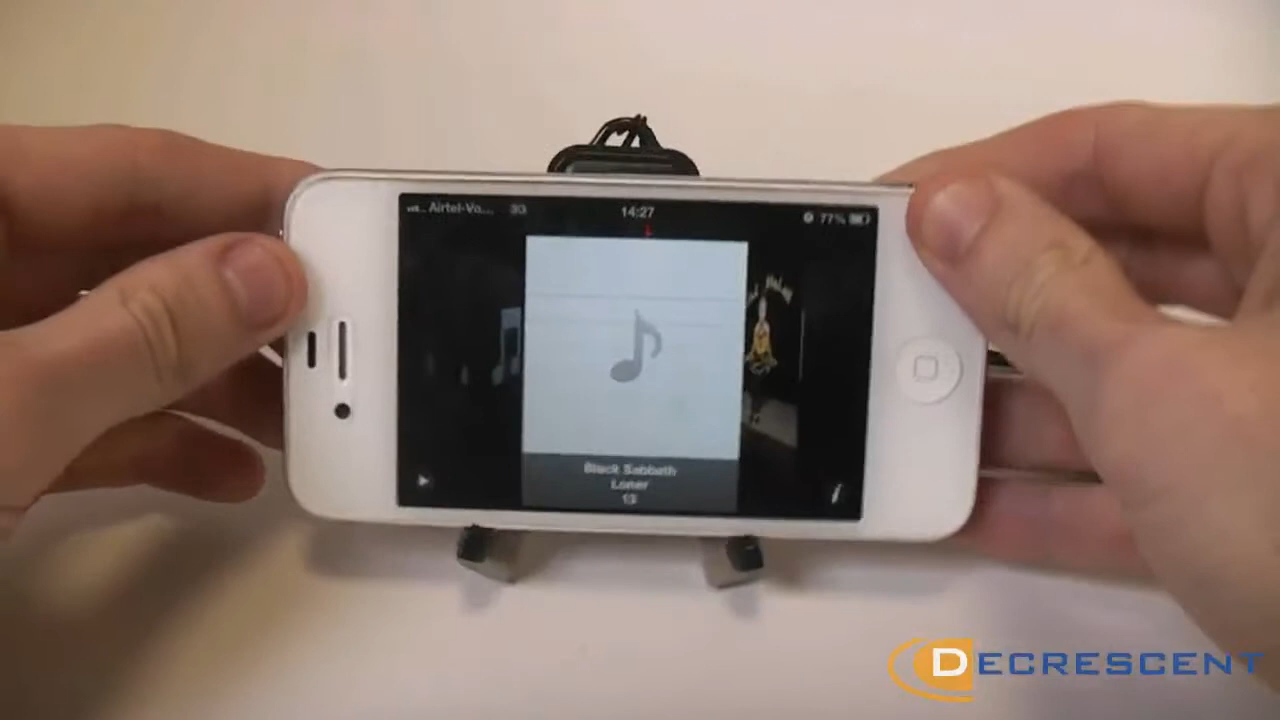 Airtel-Vo... 3G 14:27 77%
Black Sabbath
Loner
13
DECRESCENT